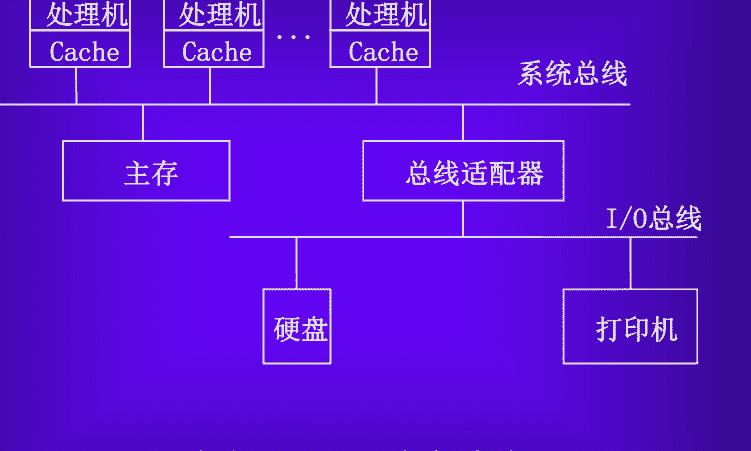 处理机 处理机 处理机
Cache Cache ··· Cache
系统总线
主存 总线适配器
I/O总线
硬盘 打印机